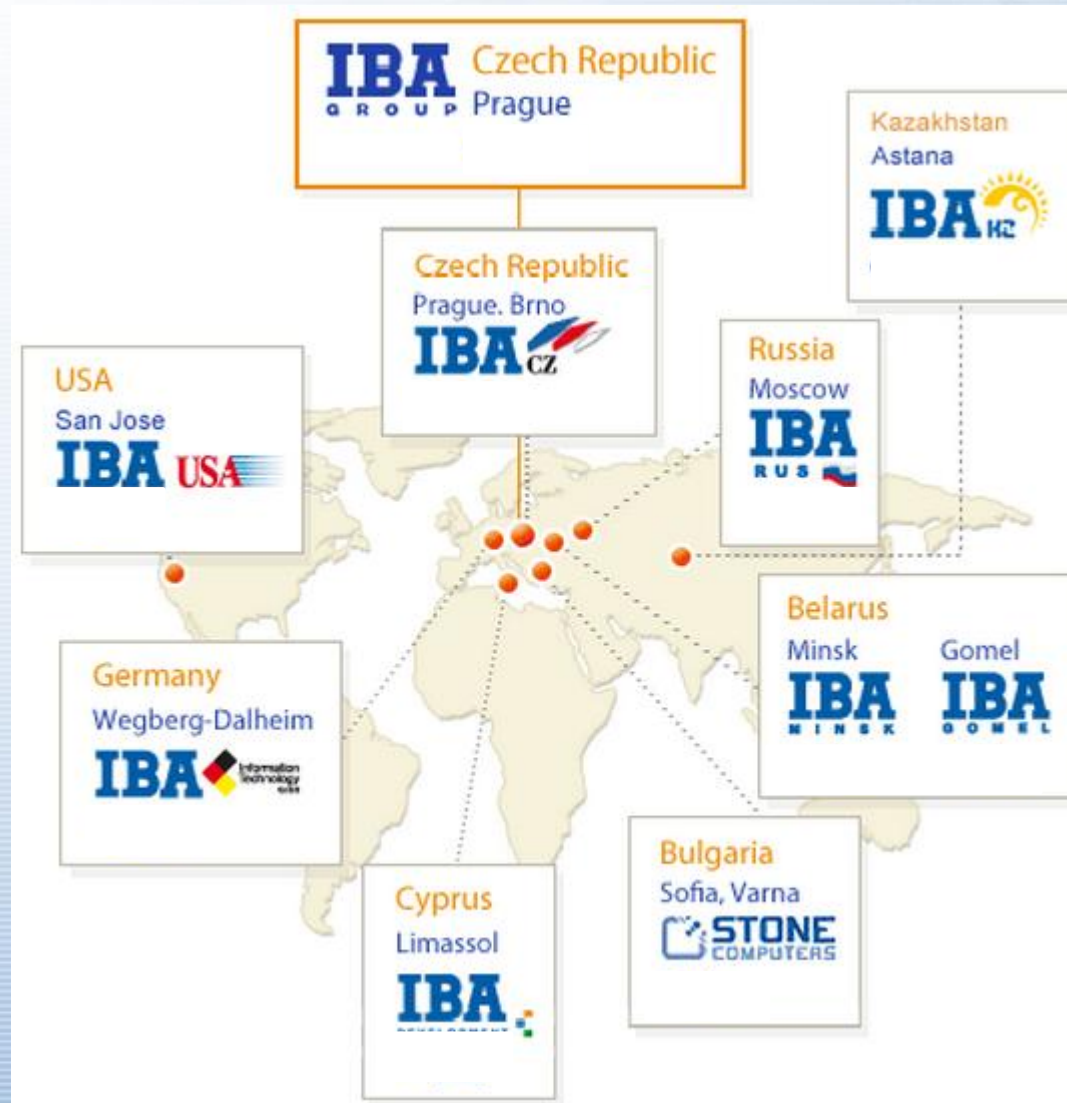 IBA Czech Republic
GROUP Prague
Kazakhstan
Astana
IBA KZ
Czech Republic
Prague. Brno
IBA CZ
USA
San Jose
IBA USA
Russia
Moscow
IBA
RUS
Germany
Wegberg-Dalheim
IBA Information
Technology
Belarus
Minsk Gomel
IBA IBA
MINSK GOMEL
Cyprus
Limassol
IBA
Bulgaria
Sofia, Varna
STONE
COMPUTERS